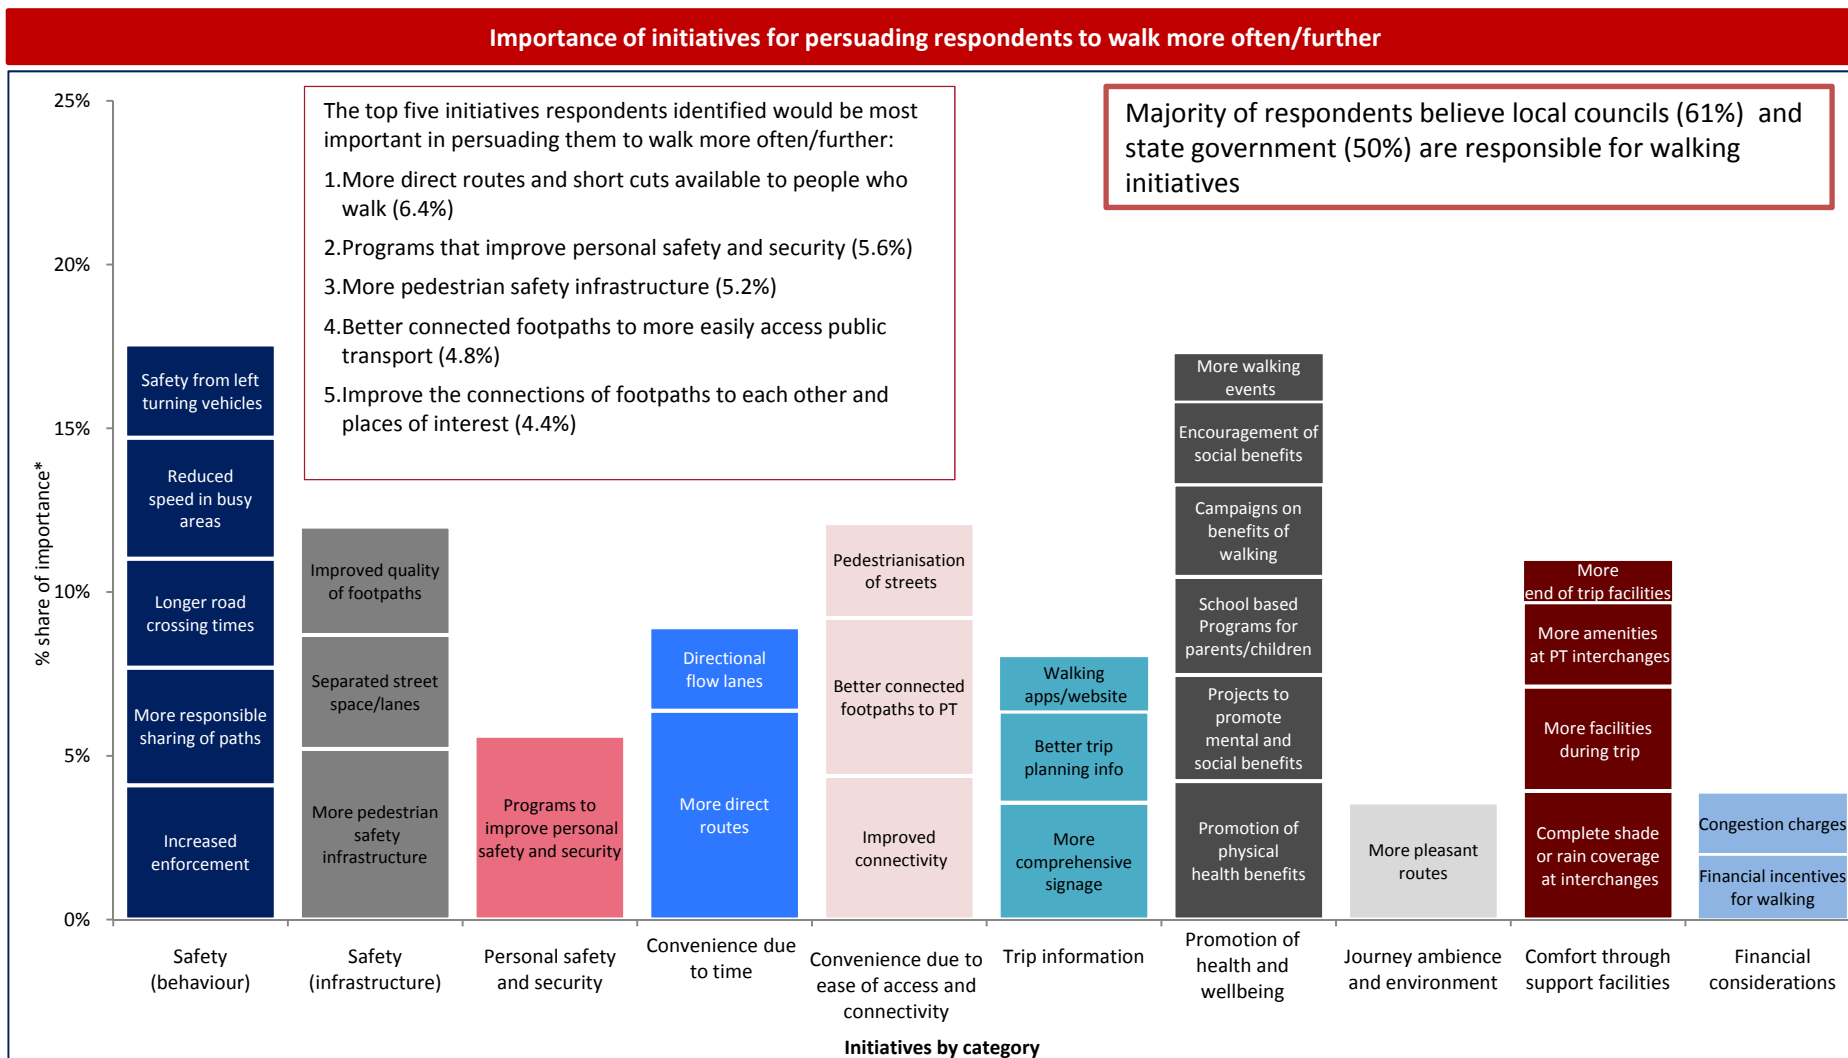 Importance of initiatives for persuading respondents to walk more often/further
The top five initiatives respondents identified would be most
important in persuading them to walk more often/further:
1.More direct routes and short cuts available to people who
walk (6.4%)
2.Programs that improve personal safety and security (5.6%)
3.More pedestrian safety infrastructure (5.2%)
4.Better connected footpaths to more easily access public
transport (4.8%)
5.Improve the connections of footpaths to each other and
places of interest (4.4%)
Majority of respondents believe local councils (61%) and
state government (50%) are responsible for walking
initiatives
% share of importance*
25%
20%
15%
10%
5%
0%
Safety from left
turning vehicles
Reduced
speed in busy
areas
Longer road
crossing times
More responsible
sharing of paths
Increased
enforcement
Improved quality
of footpaths
Separated street
space/lanes
More pedestrian
safety
infrastructure
Programs to
improve personal
safety and security
Directional
flow lanes
More direct
routes
Pedestrianisation
of streets
Better connected
footpaths to PT
Improved
connectivity
Walking
apps/website
Better trip
planning info
More
comprehensive
signage
More walking
events
Encouragement of
social benefits
Campaigns on
benefits of
walking
School based
Programs for
parents/children
Projects to
promote
mental and
social benefits
Promotion of
physical
health benefits
More pleasant
routes
More
end of trip facilities
More amenities
at PT interchanges
More facilities
during trip
Complete shade
or rain coverage
at interchanges
Congestion charges
Financial incentives
for walking
Safety
(behaviour)
Safety
(infrastructure)
Personal safety
and security
Convenience due
to time
Convenience due to
ease of access and
connectivity
Trip information
Promotion of
health and
wellbeing
Journey ambience
and environment
Comfort through
support facilities
Financial
considerations
Initiatives by category